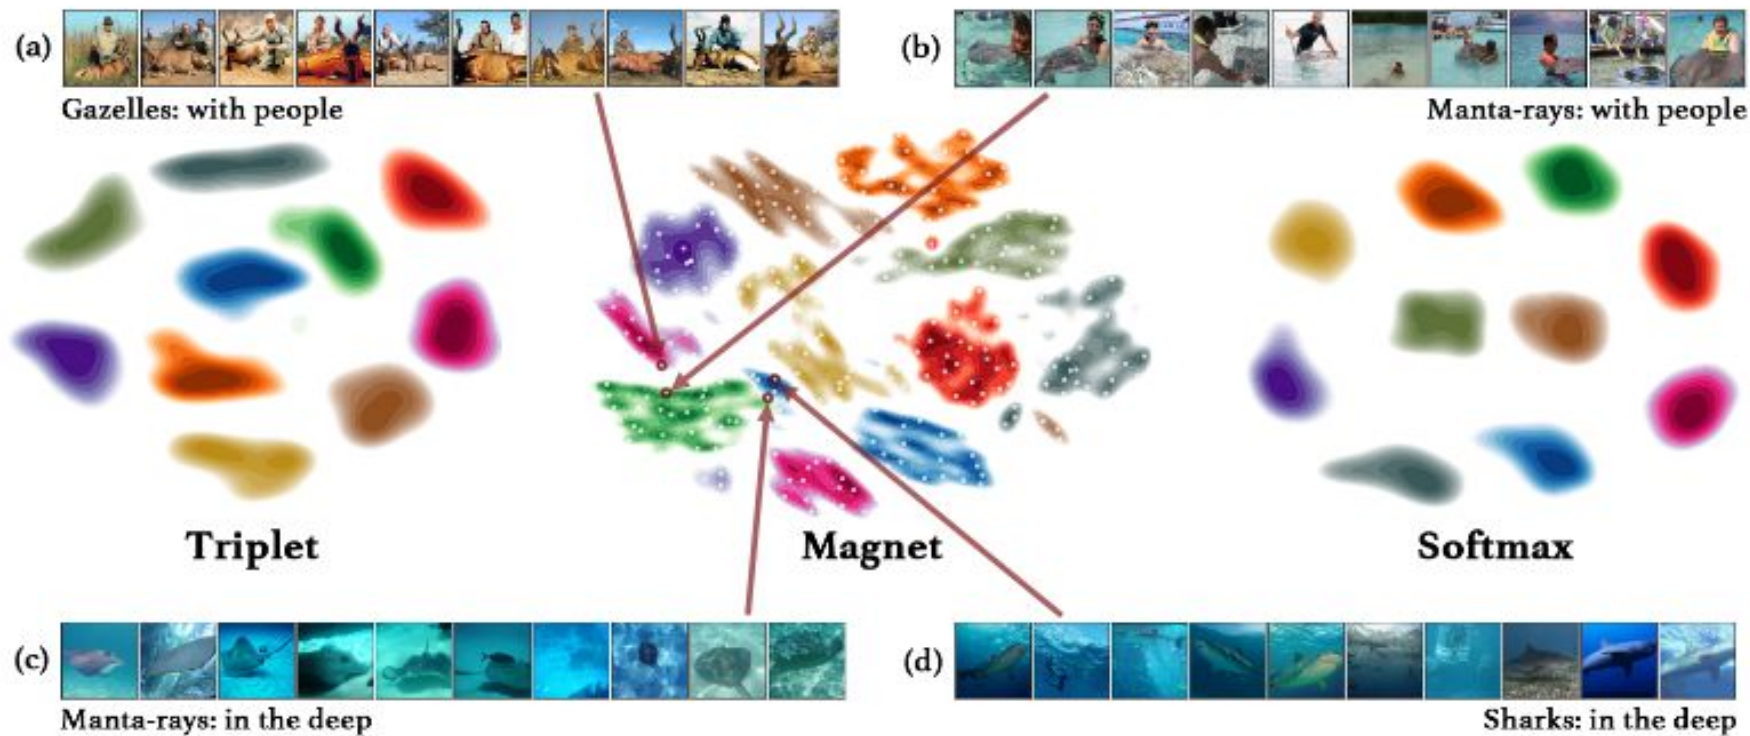 (a)
(b)
Gazelles: with people
Manta-rays: with people
Triplet
Magnet
Softmax
(c)
(d)
Manta-rays: in the deep
Sharks: in the deep